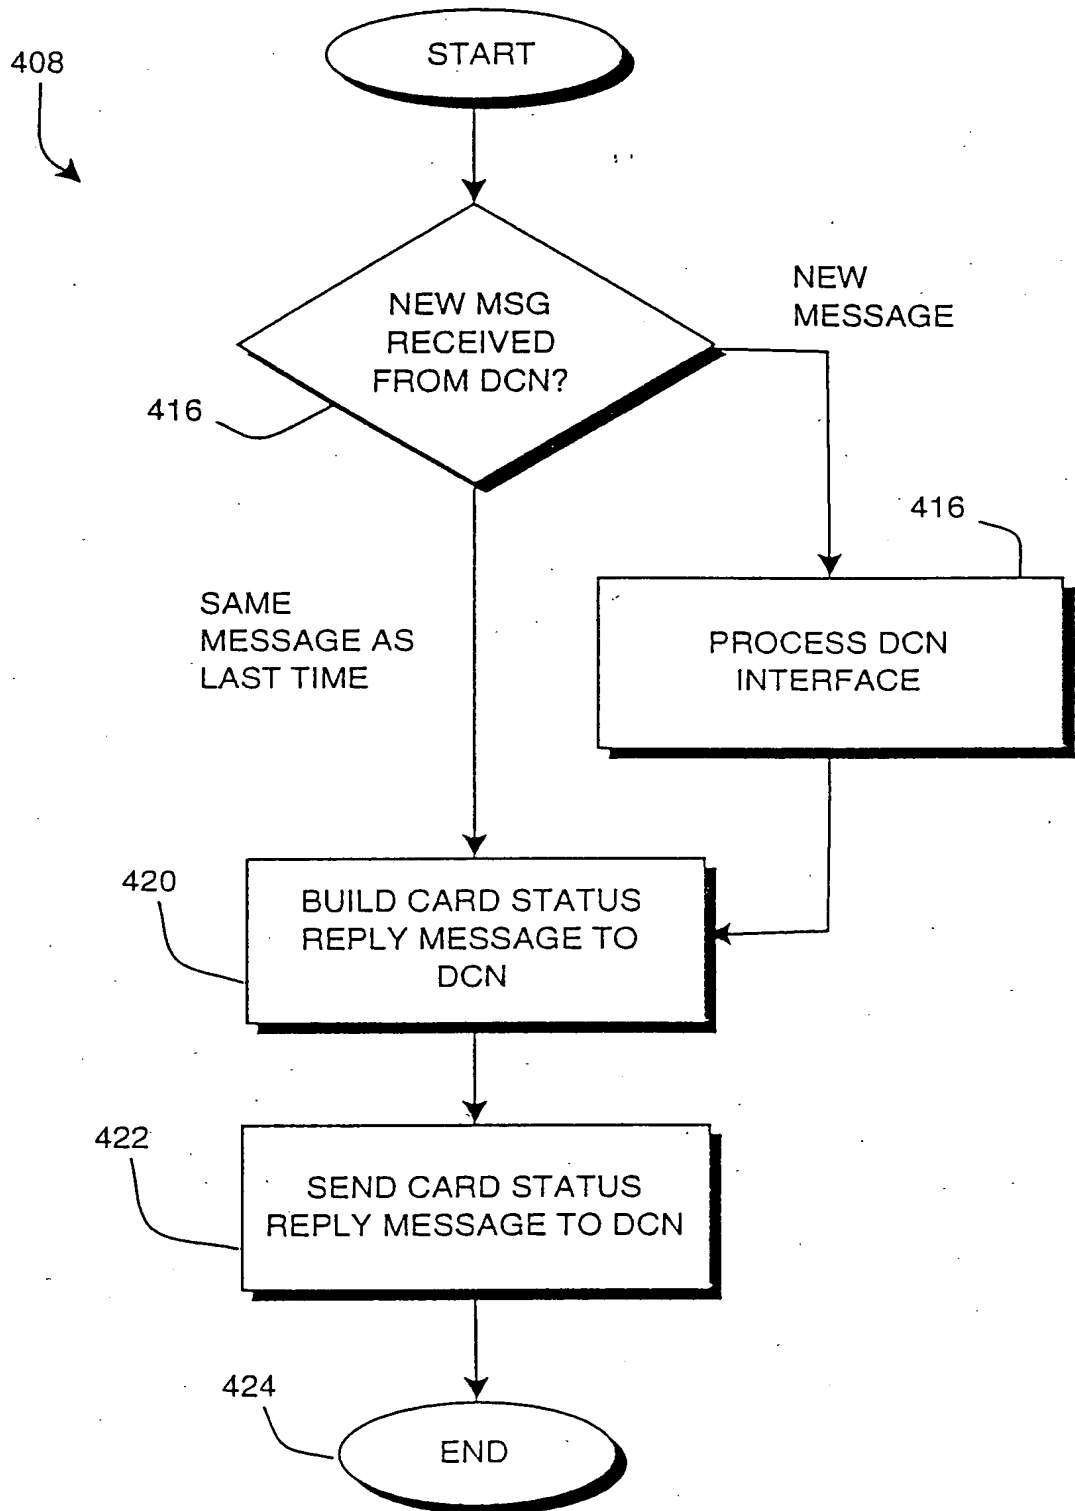 START
408
NEW MSG
RECEIVED
FROM DCN?
NEW
MESSAGE
416
416
SAME
MESSAGE AS
LAST TIME
PROCESS DCN
INTERFACE
420
BUILD CARD STATUS
REPLY MESSAGE TO
DCN
422
SEND CARD STATUS
REPLY MESSAGE TO DCN
424
END